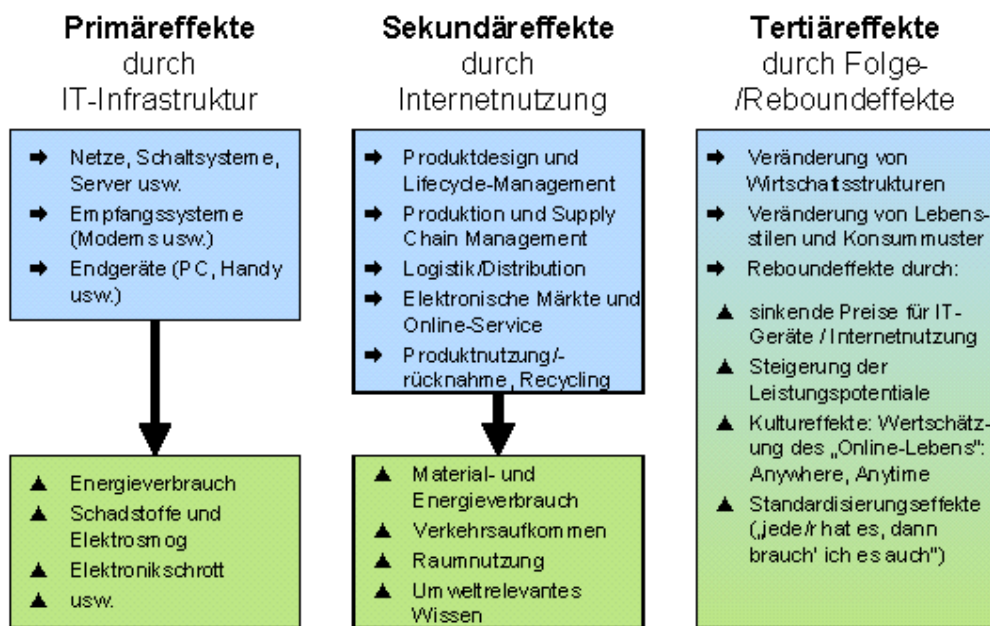 Primäreffekte
durch
IT-Infrastruktur
➡ Netze, Schaltsysteme,
Server usw.
➡ Empfangssysteme
(Modems usw.)
➡ Endgeräte (PC, Handy
usw.)
▲ Energieverbrauch
▲ Schadstoffe und
Elektrosmog
▲ Elektronikschrott
▲ usw.
Sekundäreffekte
durch
Internetnutzung
➡ Produktdesign und
Lifecycle-Management
➡ Produktion und Supply
Chain Management
➡ Logistik/Distribution
➡ Elektronische Märkte und
Online-Service
➡ Produktnutzung/-
rücknahme, Recycling
▲ Material- und
Energieverbrauch
▲ Verkehrsaufkommen
▲ Raumnutzung
▲ Umweltrelevantes
Wissen
Tertiäreffekte
durch Folge-
/Reboundeffekte
➡ Veränderung von
Wirtschaftsstrukturen
➡ Veränderung von Lebens-
stilen und Konsummuster
➡ Reboundeffekte durch:
▲ sinkende Preise für IT-
Geräte / Internetnutzung
▲ Steigerung der
Leistungspotentiale
▲ Kultureffekte: Wertschätz-
ung des „Online-Lebens":
Anywhere, Anytime
▲ Standardisierungseffekte
(„jede/r hat es, dann
brauch' ich es auch")